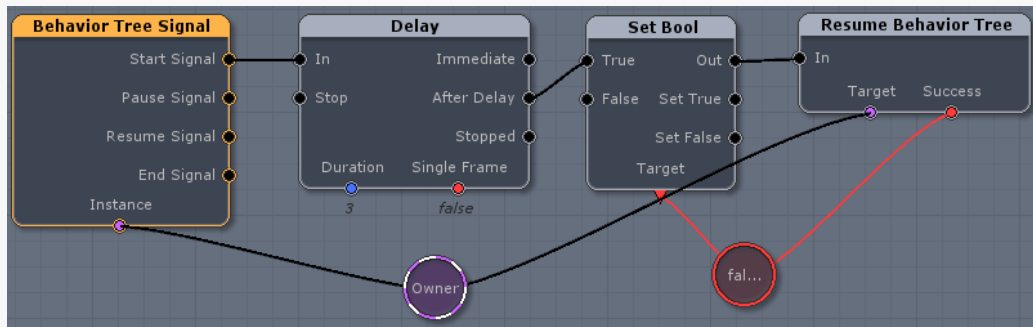 Behavior Tree Signal
Start Signal
Pause Signal
Resume Signal
End Signal
Instance
Delay
In
Immediate
Stop
After Delay
Stopped
Duration
Single Frame
3
false
Set Bool
True
Out
False
Set True
Set False
Target
Resume Behavior Tree
In
Target
Success
Owner
fal...